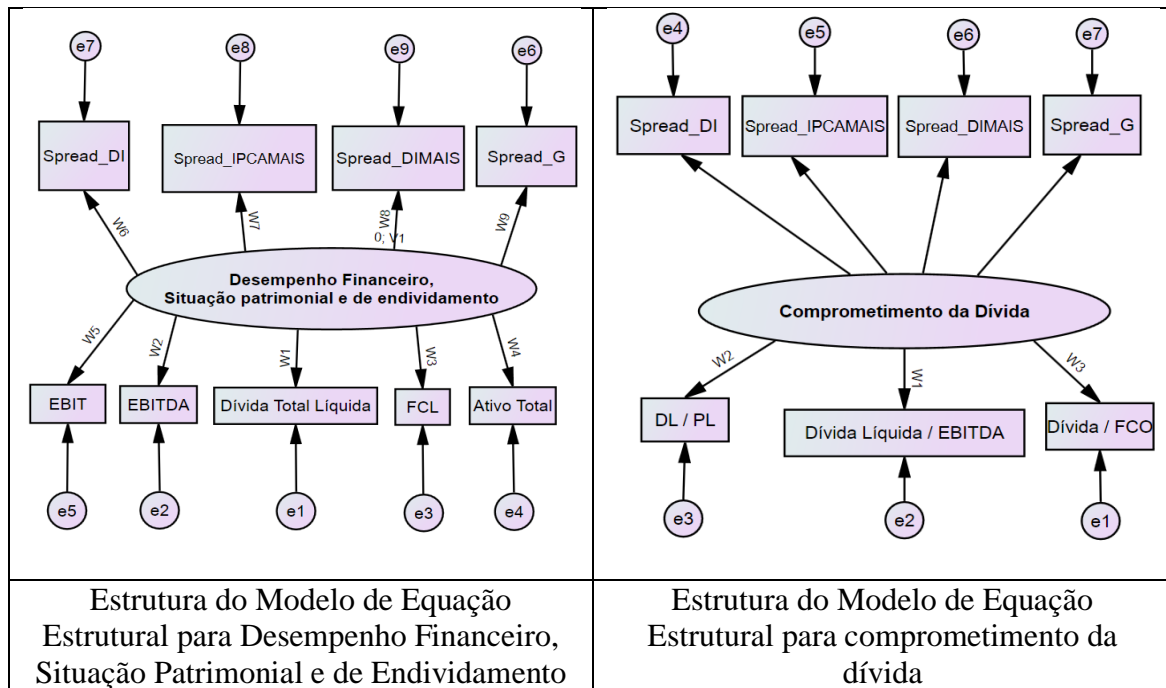 e7
e8
e9
e6
Spread_DI
Spread_IPCAMAIS
Spread_DIMAIS
Spread_G
W6
W7
W8
W9
0; V1
Desempenho Financeiro,
Situação patrimonial e de endividamento
W5
W2
W1
W3
W4
EBIT
EBITDA
Dívida Total Líquida
FCL
Ativo Total
e5
e2
e1
e3
e4
Estrutura do Modelo de Equação
Estrutural para Desempenho Financeiro,
Situação Patrimonial e de Endividamento
e4
e5
e6
e7
Spread_DI
Spread_IPCAMAIS
Spread_DIMAIS
Spread_G
Comprometimento da Dívida
W2
W1
W3
DL / PL
Dívida Líquida / EBITDA
Dívida / FCO
e3
e2
e1
Estrutura do Modelo de Equação
Estrutural para comprometimento da
dívida